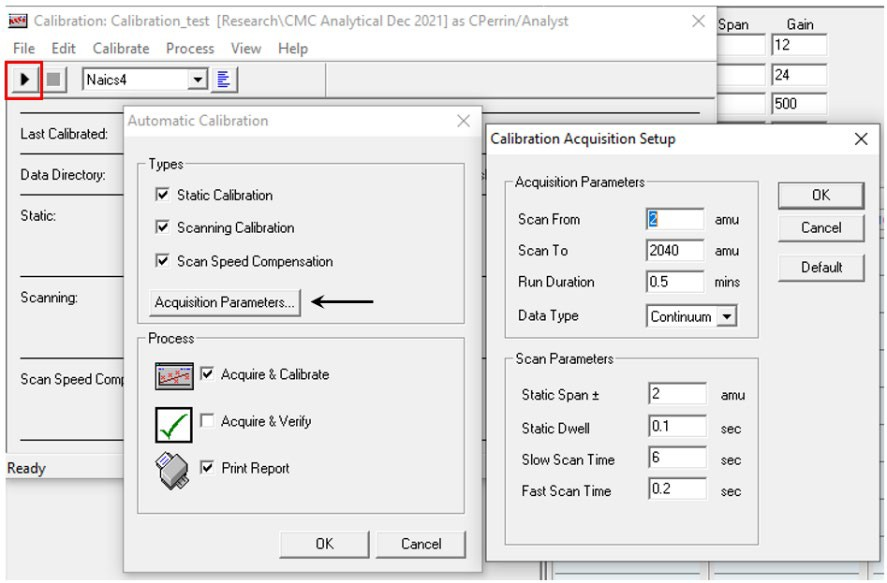 Calibration: Calibration_test [Research\CMC Analytical Dec 2021] as CPerrin/Analyst
File Edit Calibrate Process View Help
Naics4
Last Calibrated:
Data Directory:
Static:
Scanning:
Scan Speed Comp
Ready
Automatic Calibration
Types
Static Calibration
Scanning Calibration
Scan Speed Compensation
Acquisition Parameters...
Process
Acquire & Calibrate
Acquire & Verify
Print Report
OK Cancel
Span Gain
12
24
500
Calibration Acquisition Setup
Acquisition Parameters
Scan From 2 amu
Scan To 2040 amu
Run Duration 0.5 mins
Data Type Continuum
OK
Cancel
Default
Scan Parameters
Static Span ± 2 amu
Static Dwell 0.1 sec
Slow Scan Time 6 sec
Fast Scan Time 0.2 sec